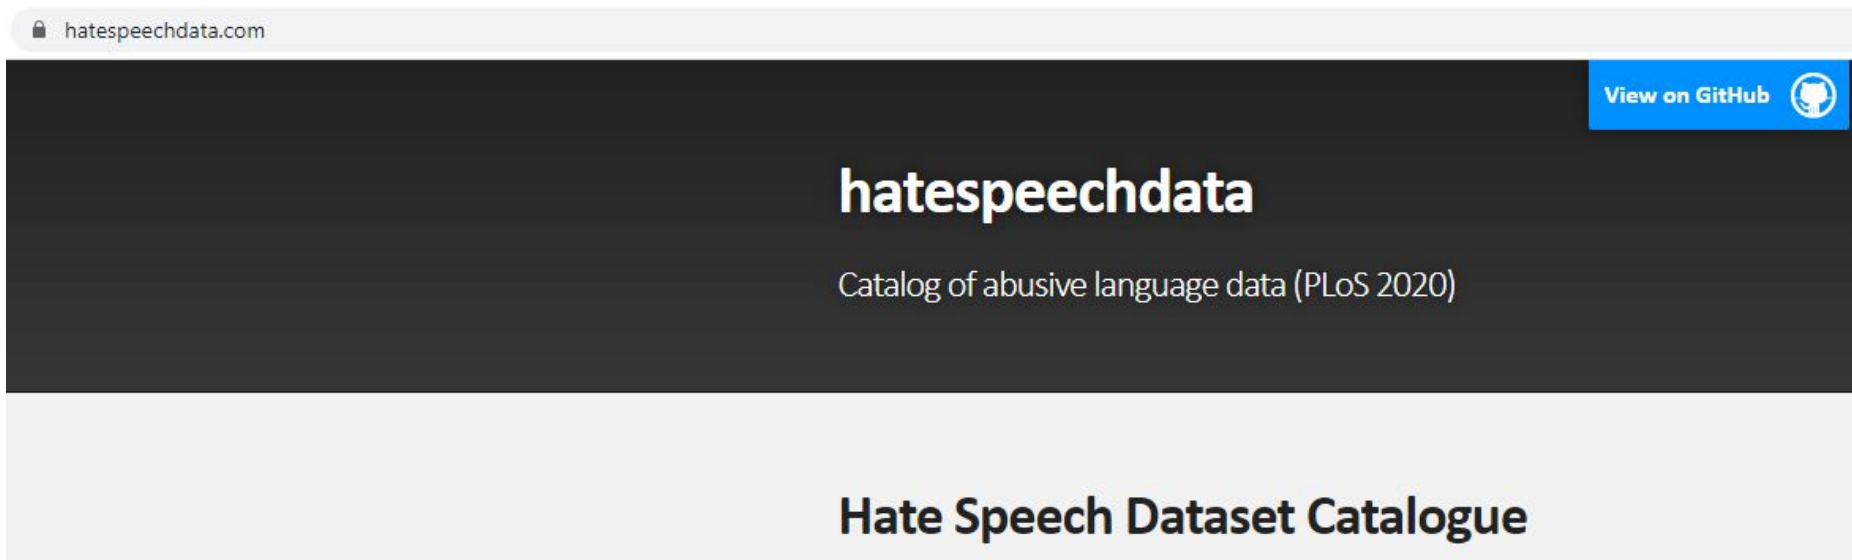 hatespeechdata.com
View on GitHub
hatespeechdata
Catalog of abusive language data (PLoS 2020)
Hate Speech Dataset Catalogue